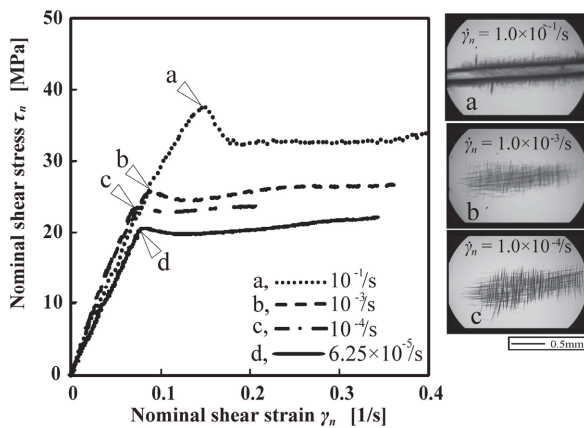 50
40
30
20
10
0
Nominal shear stress τn [MPa]
a
b
c
d
a, 10-1/s
b, 10-3/s
c, 10-4/s
d, 6.25×10-5/s
0 0.1 0.2 0.3 0.4
Nominal shear strain γn [1/s]
γ̇n = 1.0×10-1/s
a
γ̇n = 1.0×10-3/s
b
γ̇n = 1.0×10-4/s
c
0.5mm